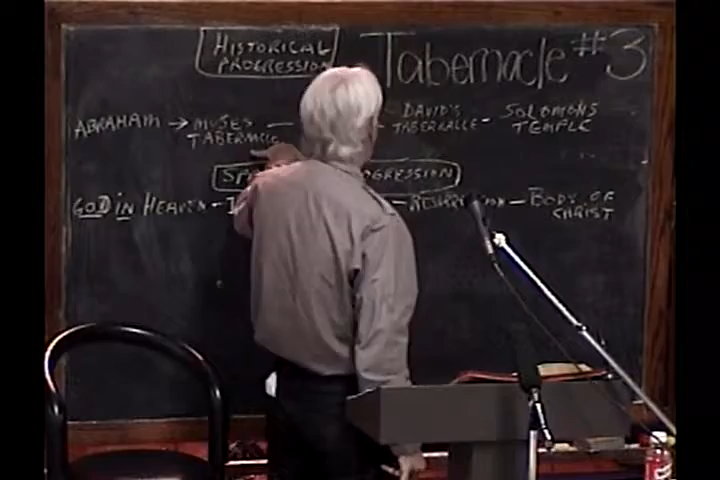 HISTORICAL
PROGRESSION
Tabernacle #3
ABRAHAM → MOSES
TABERNACLE
—
DAVID'S
TABERNACLE -
SOLOMONS
TEMPLE
GOD in HEAVEN -
— RESURRECTION —
BODY OF
CHRIST